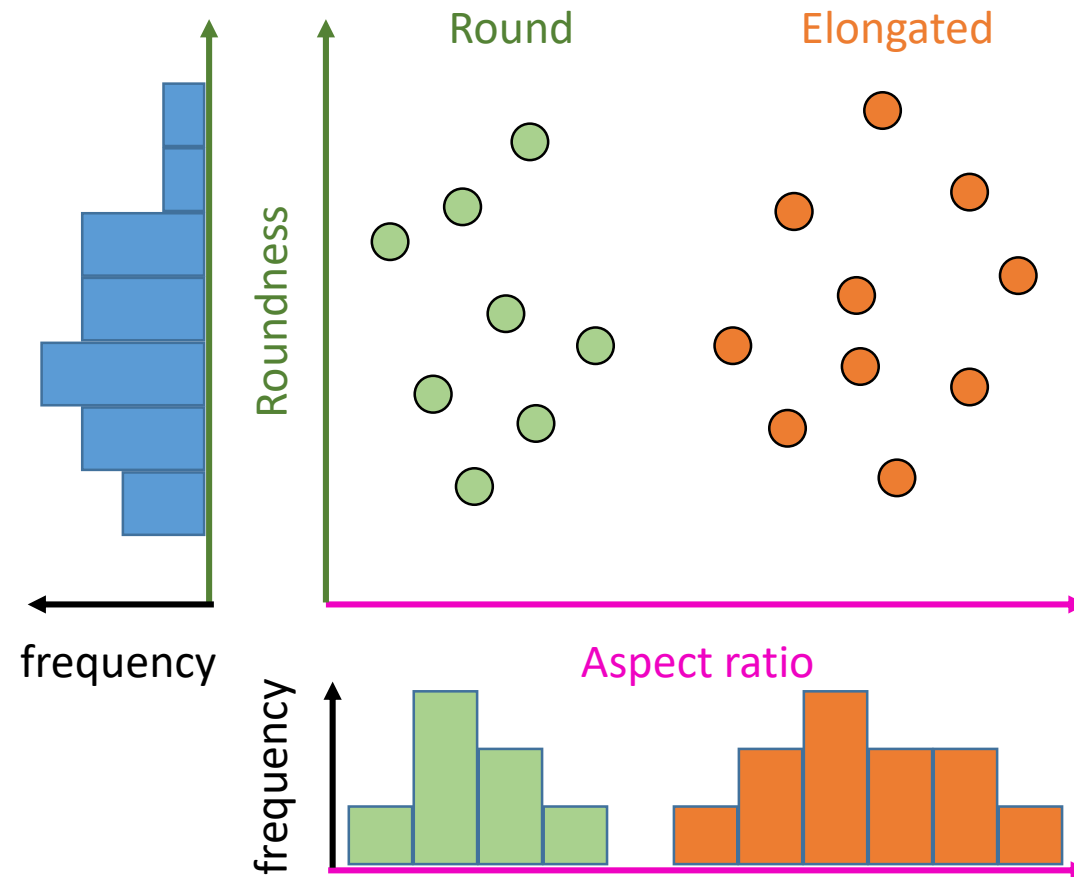 Round
Elongated
Roundness
frequency
Aspect ratio
frequency